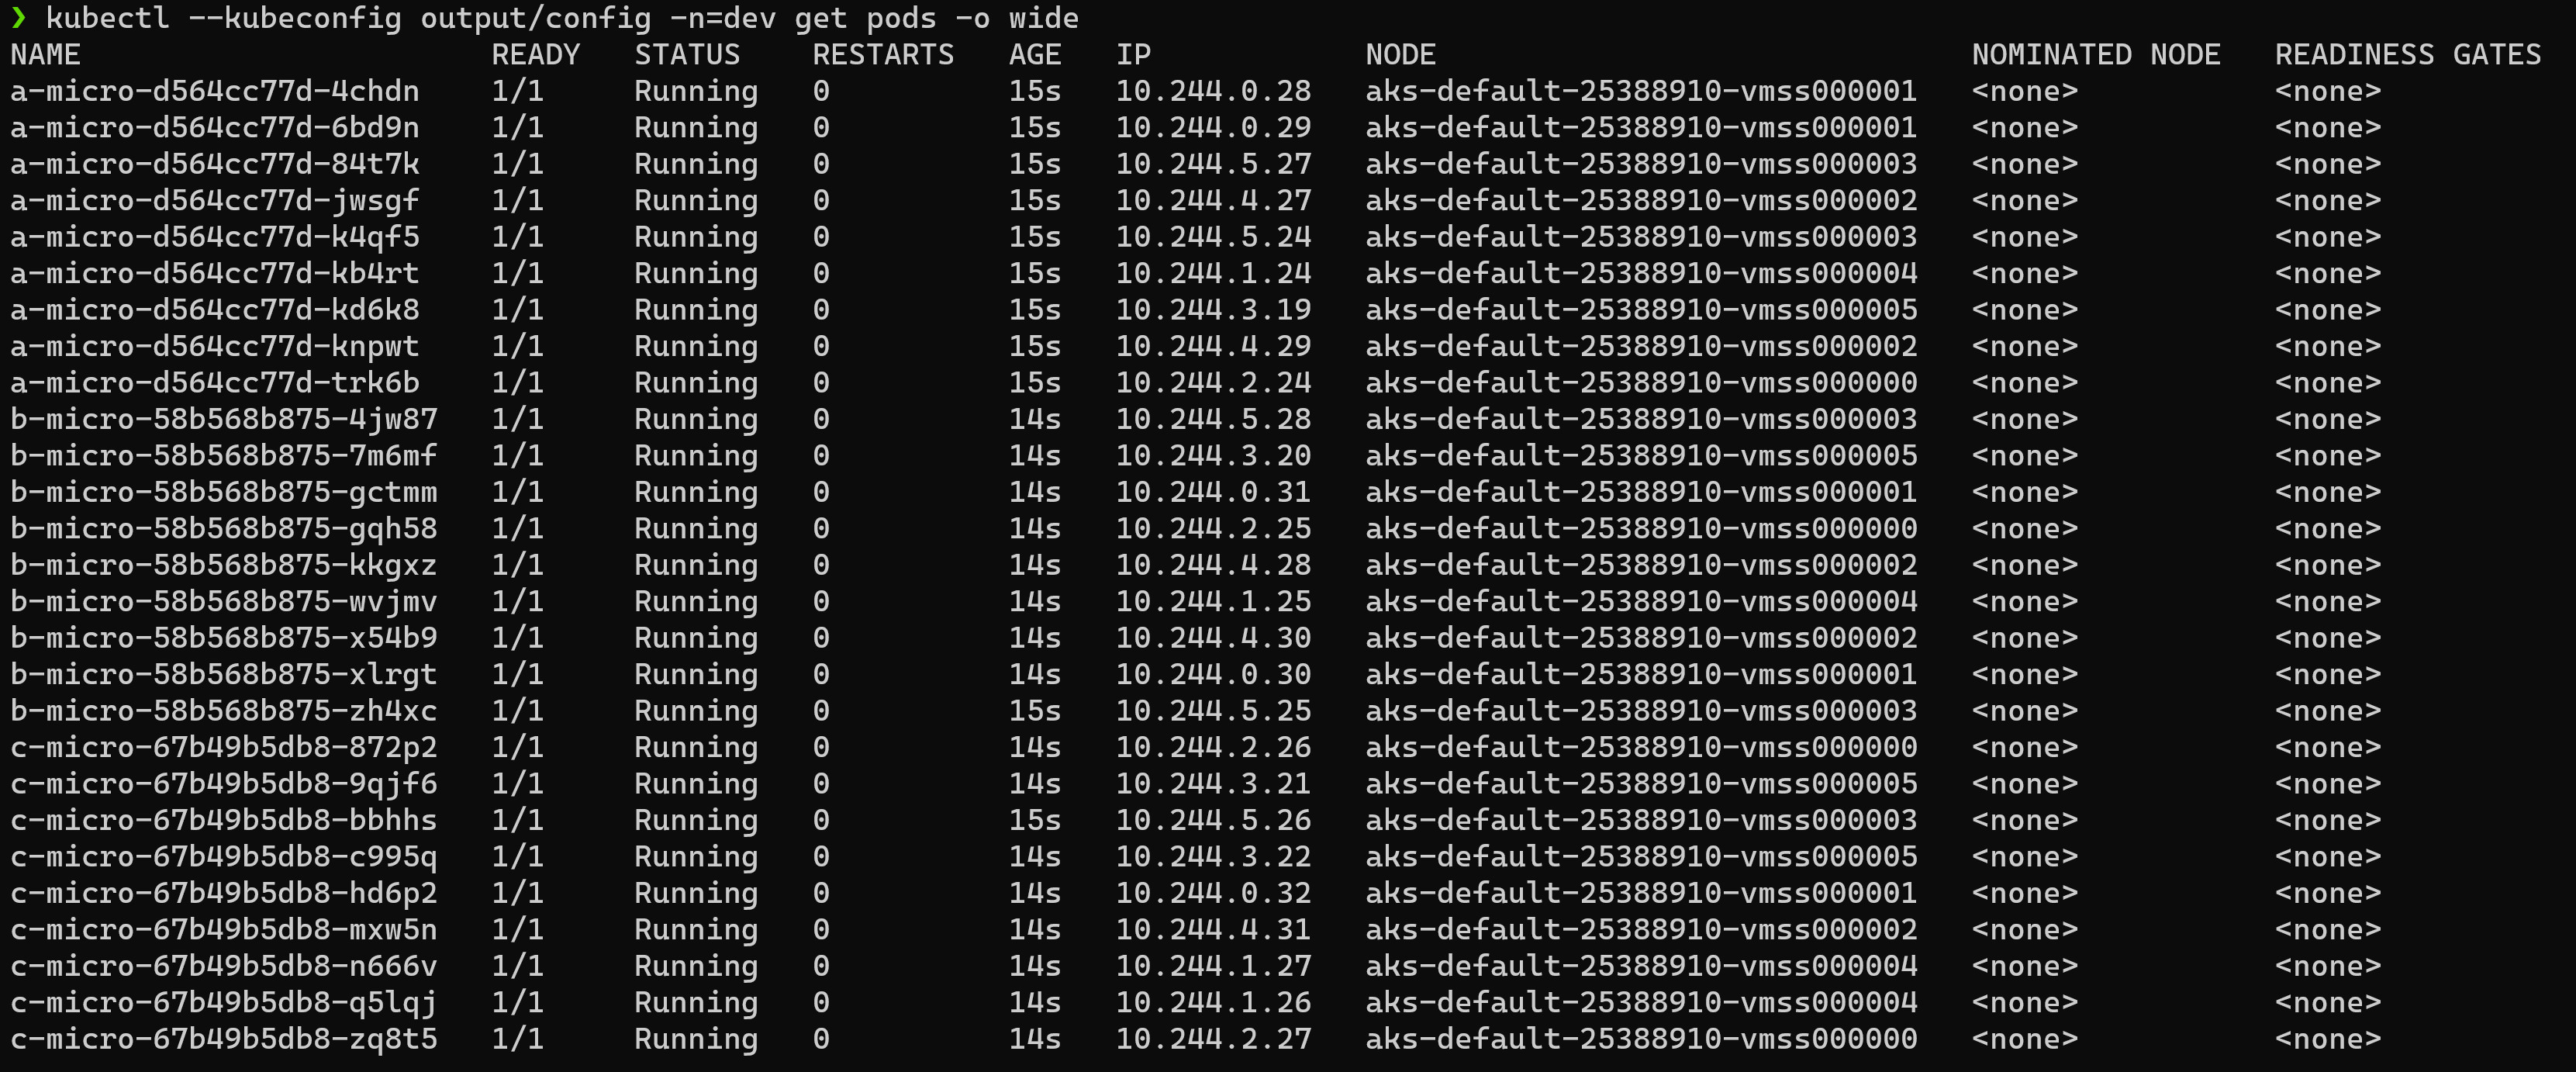 ❯ kubectl --kubeconfig output/config -n=dev get pods -o wide
NAME READY STATUS RESTARTS AGE IP NODE NOMINATED NODE READINESS GATES
a-micro-d564cc77d-4chdn 1/1 Running 0 15s 10.244.0.28 aks-default-25388910-vmss000001 <none> <none>
a-micro-d564cc77d-6bd9n 1/1 Running 0 15s 10.244.0.29 aks-default-25388910-vmss000001 <none> <none>
a-micro-d564cc77d-84t7k 1/1 Running 0 15s 10.244.5.27 aks-default-25388910-vmss000003 <none> <none>
a-micro-d564cc77d-jwsgf 1/1 Running 0 15s 10.244.4.27 aks-default-25388910-vmss000002 <none> <none>
a-micro-d564cc77d-k4qf5 1/1 Running 0 15s 10.244.5.24 aks-default-25388910-vmss000003 <none> <none>
a-micro-d564cc77d-kb4rt 1/1 Running 0 15s 10.244.1.24 aks-default-25388910-vmss000004 <none> <none>
a-micro-d564cc77d-kd6k8 1/1 Running 0 15s 10.244.3.19 aks-default-25388910-vmss000005 <none> <none>
a-micro-d564cc77d-knpwt 1/1 Running 0 15s 10.244.4.29 aks-default-25388910-vmss000002 <none> <none>
a-micro-d564cc77d-trk6b 1/1 Running 0 15s 10.244.2.24 aks-default-25388910-vmss000000 <none> <none>
b-micro-58b568b875-4jw87 1/1 Running 0 14s 10.244.5.28 aks-default-25388910-vmss000003 <none> <none>
b-micro-58b568b875-7m6mf 1/1 Running 0 14s 10.244.3.20 aks-default-25388910-vmss000005 <none> <none>
b-micro-58b568b875-gctmm 1/1 Running 0 14s 10.244.0.31 aks-default-25388910-vmss000001 <none> <none>
b-micro-58b568b875-gqh58 1/1 Running 0 14s 10.244.2.25 aks-default-25388910-vmss000000 <none> <none>
b-micro-58b568b875-kkgxz 1/1 Running 0 14s 10.244.4.28 aks-default-25388910-vmss000002 <none> <none>
b-micro-58b568b875-wvjmv 1/1 Running 0 14s 10.244.1.25 aks-default-25388910-vmss000004 <none> <none>
b-micro-58b568b875-x54b9 1/1 Running 0 14s 10.244.4.30 aks-default-25388910-vmss000002 <none> <none>
b-micro-58b568b875-xlrgt 1/1 Running 0 14s 10.244.0.30 aks-default-25388910-vmss000001 <none> <none>
b-micro-58b568b875-zh4xc 1/1 Running 0 15s 10.244.5.25 aks-default-25388910-vmss000003 <none> <none>
c-micro-67b49b5db8-872p2 1/1 Running 0 14s 10.244.2.26 aks-default-25388910-vmss000000 <none> <none>
c-micro-67b49b5db8-9qjf6 1/1 Running 0 14s 10.244.3.21 aks-default-25388910-vmss000005 <none> <none>
c-micro-67b49b5db8-bbhhs 1/1 Running 0 15s 10.244.5.26 aks-default-25388910-vmss000003 <none> <none>
c-micro-67b49b5db8-c995q 1/1 Running 0 14s 10.244.3.22 aks-default-25388910-vmss000005 <none> <none>
c-micro-67b49b5db8-hd6p2 1/1 Running 0 14s 10.244.0.32 aks-default-25388910-vmss000001 <none> <none>
c-micro-67b49b5db8-mxw5n 1/1 Running 0 14s 10.244.4.31 aks-default-25388910-vmss000002 <none> <none>
c-micro-67b49b5db8-n666v 1/1 Running 0 14s 10.244.1.27 aks-default-25388910-vmss000004 <none> <none>
c-micro-67b49b5db8-q5lqj 1/1 Running 0 14s 10.244.1.26 aks-default-25388910-vmss000004 <none> <none>
c-micro-67b49b5db8-zq8t5 1/1 Running 0 14s 10.244.2.27 aks-default-25388910-vmss000000 <none> <none>